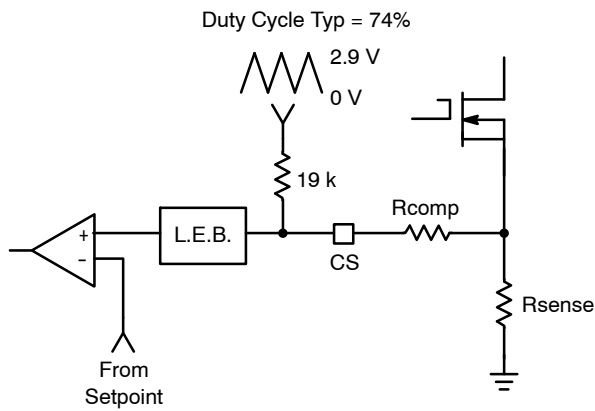 Duty Cycle Typ = 74%
2.9 V
0 V
19 k
Rcomp
+
L.E.B.
−
CS
Rsense
From
Setpoint